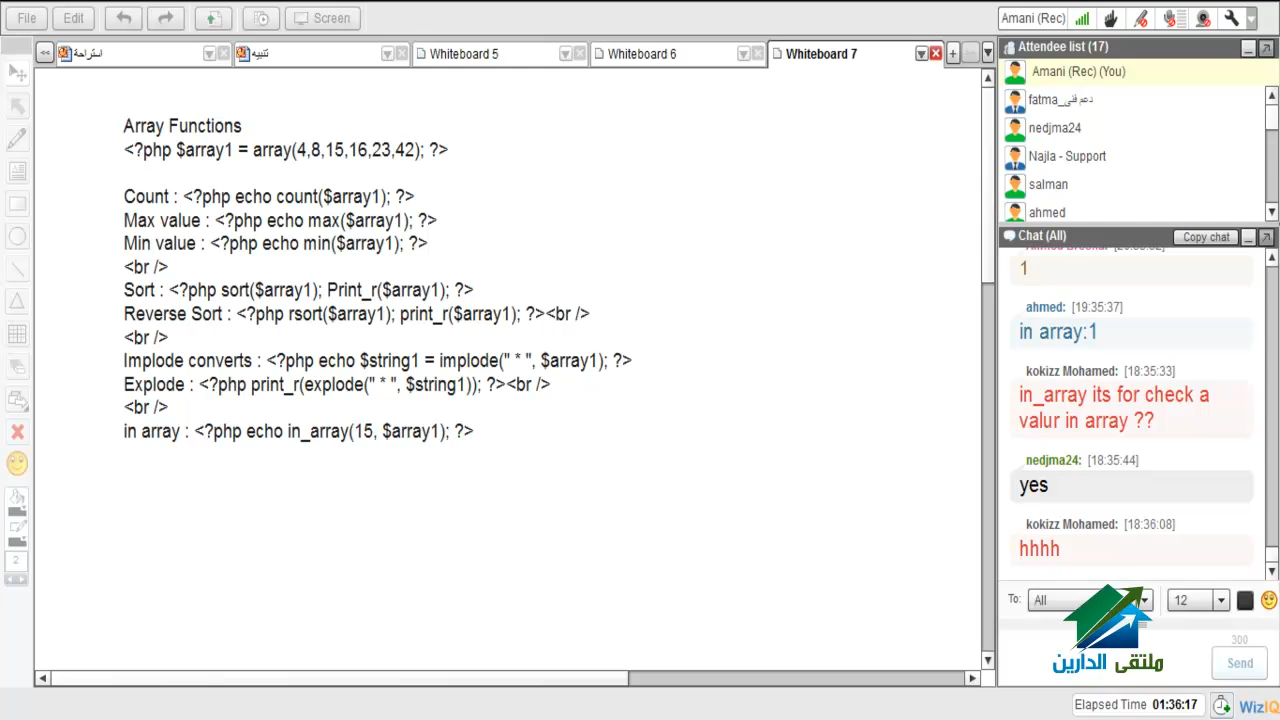 File
Edit
Screen
Amani (Rec)
استراحة
تنبيه
Whiteboard 5
Whiteboard 6
Whiteboard 7
Array Functions
<?php $array1 = array(4,8,15,16,23,42); ?>
Count : <?php echo count($array1); ?>
Max value : <?php echo max($array1); ?>
Min value : <?php echo min($array1); ?>
<br />
Sort : <?php sort($array1); Print_r($array1); ?>
Reverse Sort : <?php rsort($array1); print_r($array1); ?><br />
<br />
Implode converts : <?php echo $string1 = implode(" * ", $array1); ?>
Explode : <?php print_r(explode(" * ", $string1)); ?><br />
<br />
in array : <?php echo in_array(15, $array1); ?>
2
Attendee list (17)
Amani (Rec) (You)
fatma_دعم فنى
nedjma24
Najla - Support
salman
ahmed
Chat (All)
Copy chat
1
ahmed: [19:35:37]
in array:1
kokizz Mohamed: [18:35:33]
in_array its for check a
valur in array ??
nedjma24: [18:35:44]
yes
kokizz Mohamed: [18:36:08]
hhhh
To: All
12
ملتقى الدارين
300
Send
Elapsed Time 01:36:17
WizIQ